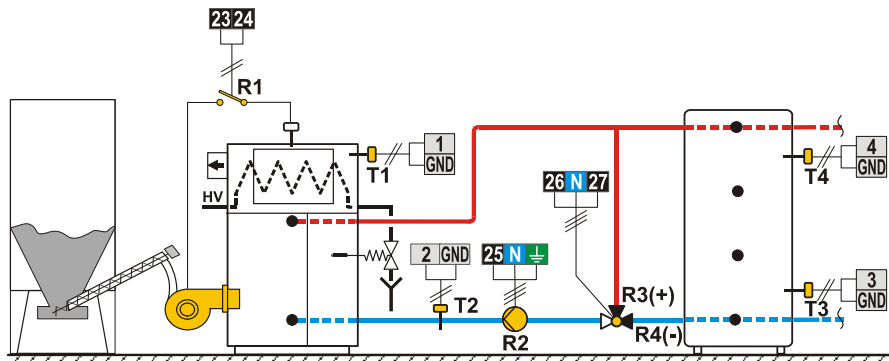 23 24
R1
1
GND
T1
4
GND
T4
HV
26 N 27
2 GND
25 N
T2
R2
R3(+)
R4(-)
3
GND
T3